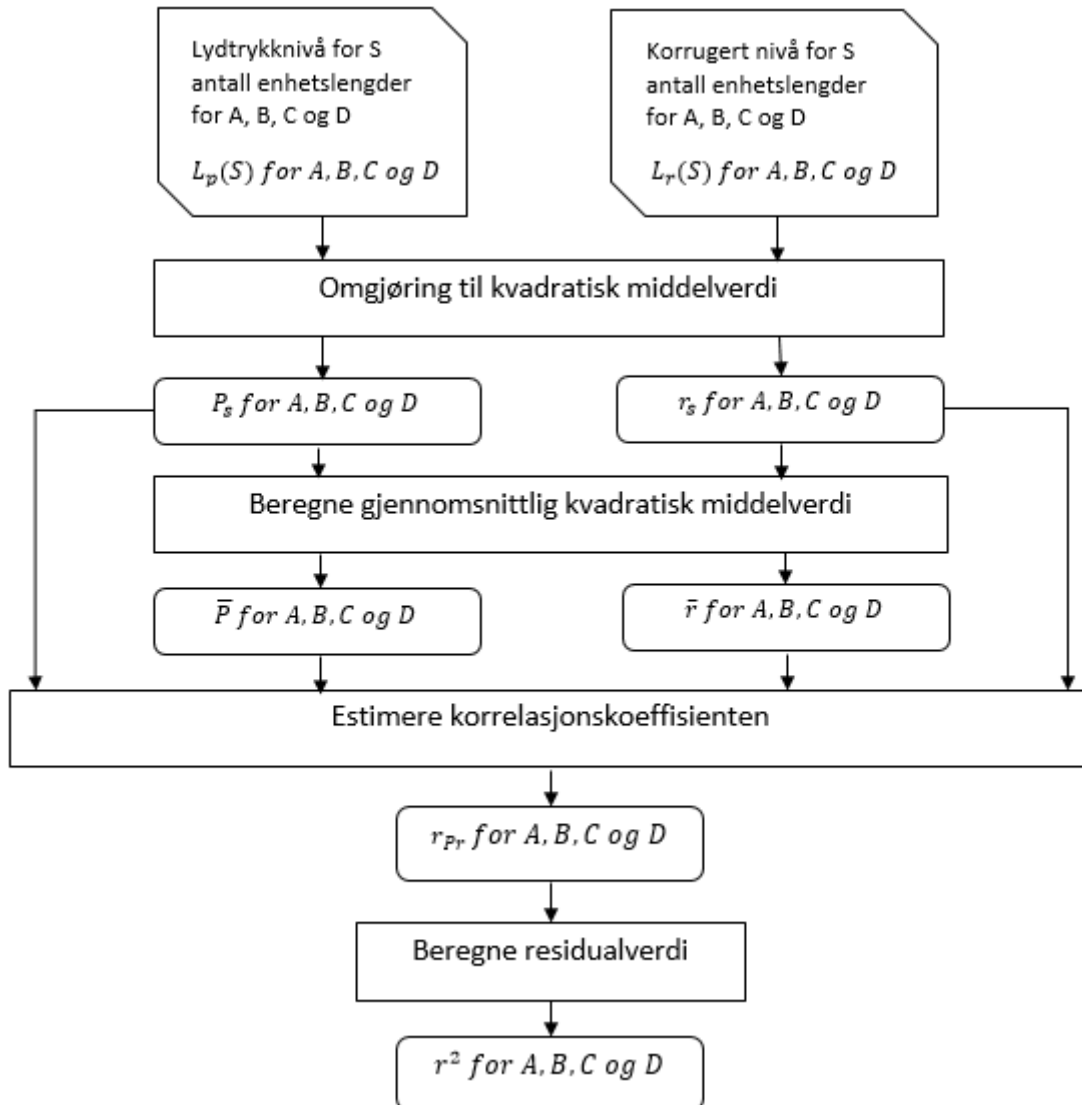 Lydtrykknivå for S
antall enhetslengder
for A, B, C og D
L_p(S) for A, B, C og D
Korrugert nivå for S
antall enhetslengder
for A, B, C og D
L_r(S) for A, B, C og D
Omgjøring til kvadratisk middelverdi
P_s for A, B, C og D
r_s for A, B, C og D
Beregne gjennomsnittlig kvadratisk middelverdi
P̅ for A, B, C og D
r̅ for A, B, C og D
Estimere korrelasjonskoeffisienten
r_Pr for A, B, C og D
Beregne residualverdi
r² for A, B, C og D